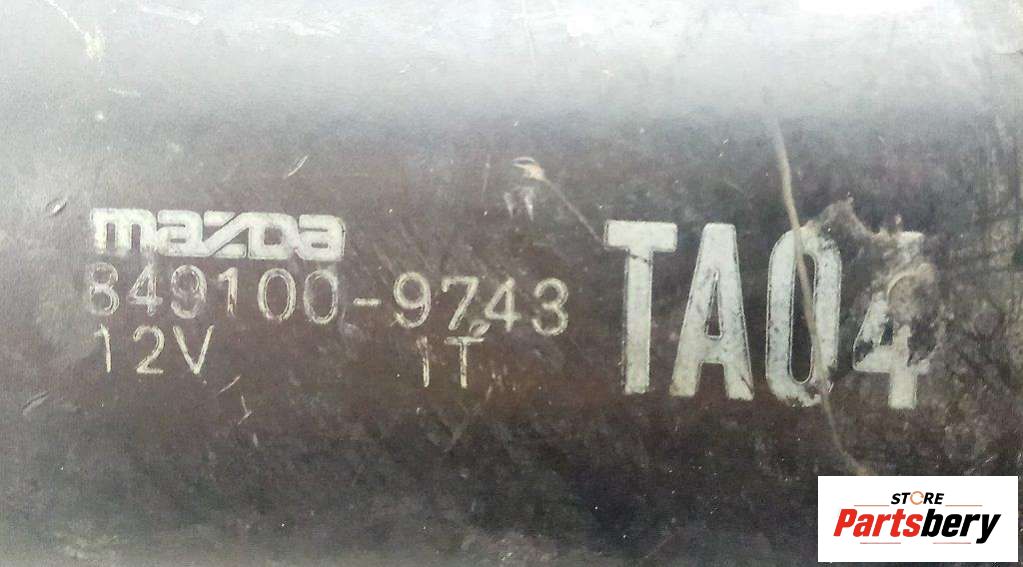 mazda
849100-9743
12V 1T
TA04
STORE
Partsbery